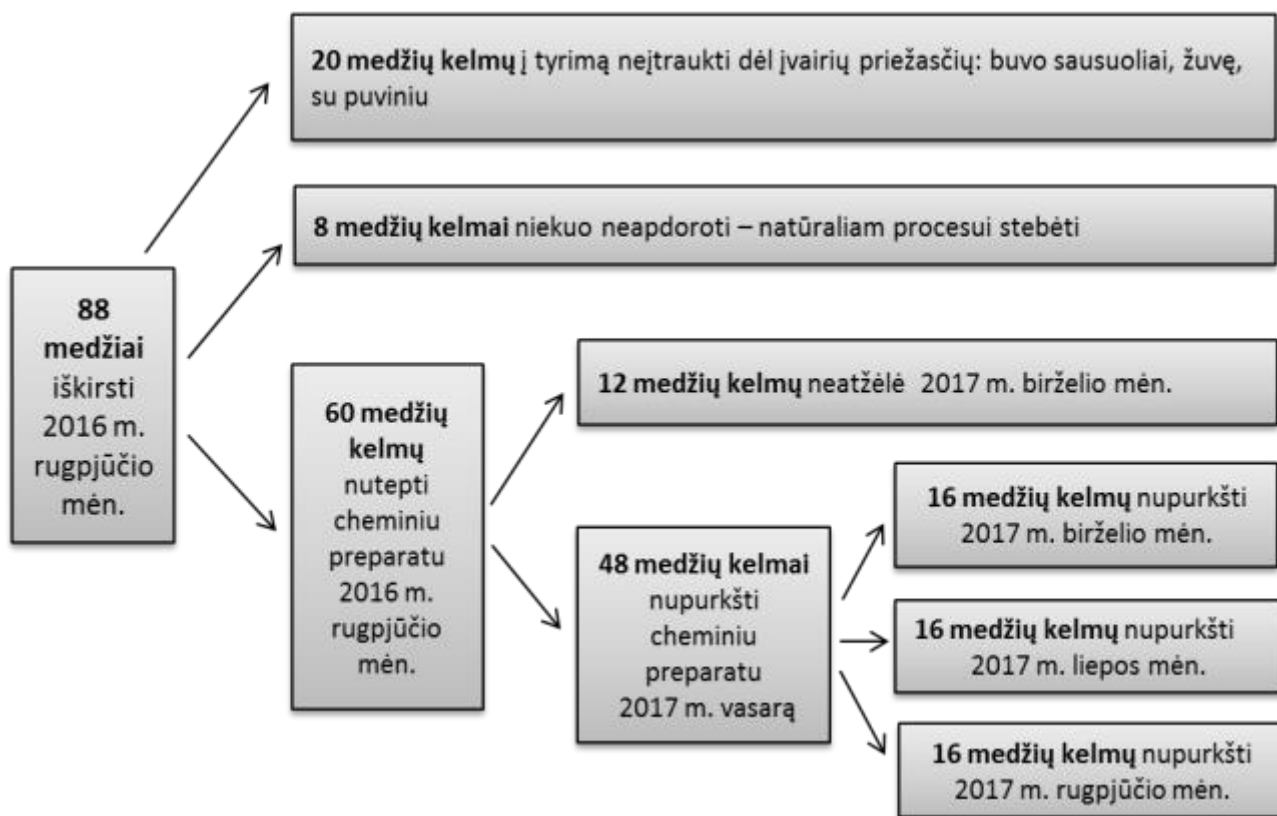 20 medžių kelmų į tyrimą neįtraukti dėl įvairių priežasčių: buvo sausuoliai, žuvę,
su puviniu
8 medžių kelmai niekuo neapdoroti – natūraliam procesui stebėti
88
medžiai
iškirsti
2016 m.
rugpjūčio
mėn.
60 medžių
kelmų
nutepti
cheminiu
preparatu
2016 m.
rugpjūčio
mėn.
12 medžių kelmų neatžėlė 2017 m. birželio mėn.
48 medžių kelmai
nupurkšti
cheminiu
preparatu
2017 m. vasarą
16 medžių kelmų nupurkšti
2017 m. birželio mėn.
16 medžių kelmų nupurkšti
2017 m. liepos mėn.
16 medžių kelmų nupurkšti
2017 m. rugpjūčio mėn.